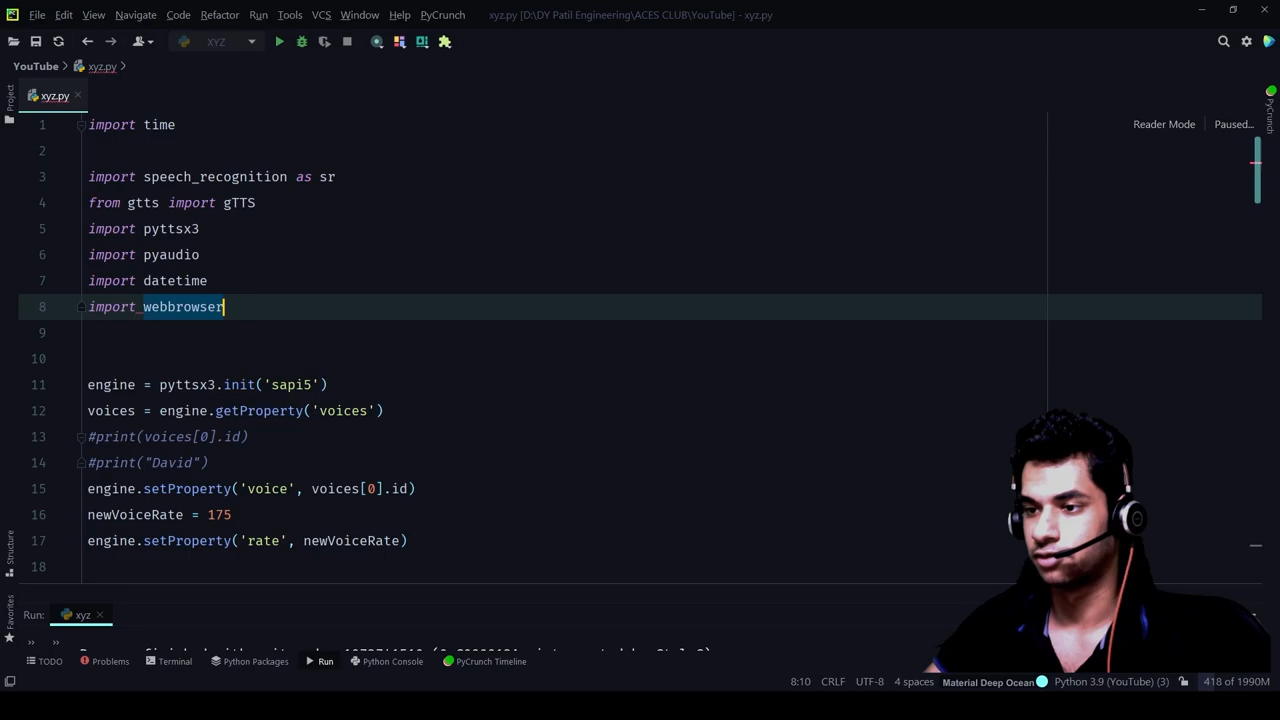 File Edit View Navigate Code Refactor Run Tools VCS Window Help PyCrunch xyz.py [D:\DY Patil Engineering\ACES CLUB\YouTube] - xyz.py
XYZ
YouTube xyz.py
xyz.py
Project
PyCrunch
Reader Mode Paused...
1 import time
2
3 import speech_recognition as sr
4 from gtts import gTTS
5 import pyttsx3
6 import pyaudio
7 import datetime
8 import webbrowser
9
10
11 engine = pyttsx3.init('sapi5')
12 voices = engine.getProperty('voices')
13 #print(voices[0].id)
14 #print("David")
15 engine.setProperty('voice', voices[0].id)
16 newVoiceRate = 175
17 engine.setProperty('rate', newVoiceRate)
18
Structure
Favorites
Run: xyz
TODO Problems Terminal Python Packages Run Python Console PyCrunch Timeline
8:10 CRLF UTF-8 4 spaces Material Deep Ocean Python 3.9 (YouTube) (3) 418 of 1990M